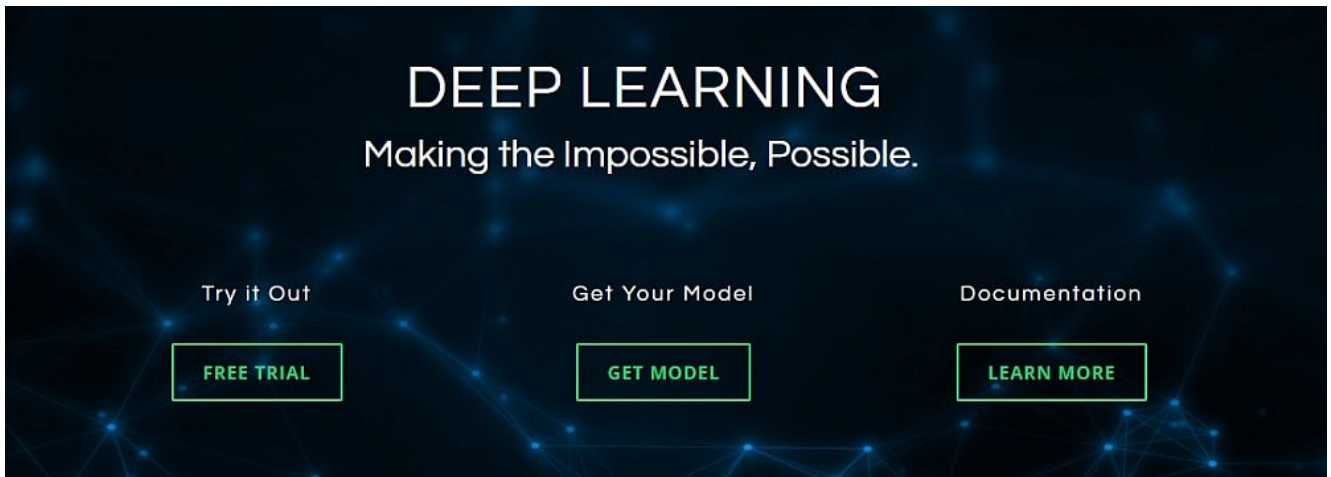 DEEP LEARNING
Making the Impossible, Possible.
Try it Out
FREE TRIAL
Get Your Model
GET MODEL
Documentation
LEARN MORE